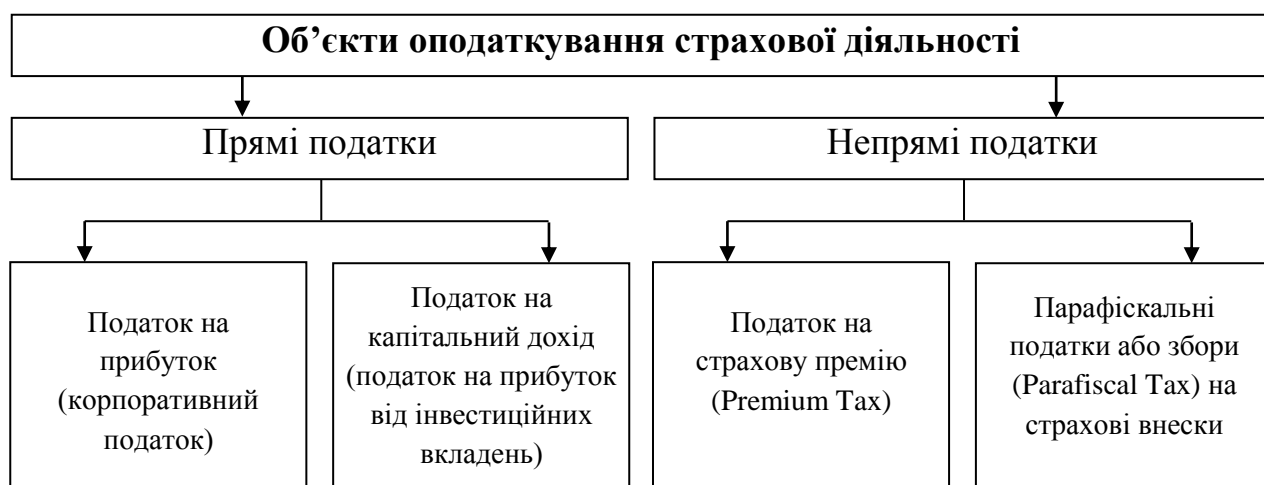 Об’єкти оподаткування страхової діяльності
Прямі податки
Непрямі податки
Податок на
прибуток
(корпоративний
податок)
Податок на
капітальний дохід
(податок на прибуток
від інвестиційних
вкладень)
Податок на
страхову премію
(Premium Tax)
Парафіскальні
податки або збори
(Parafiscal Tax) на
страхові внески